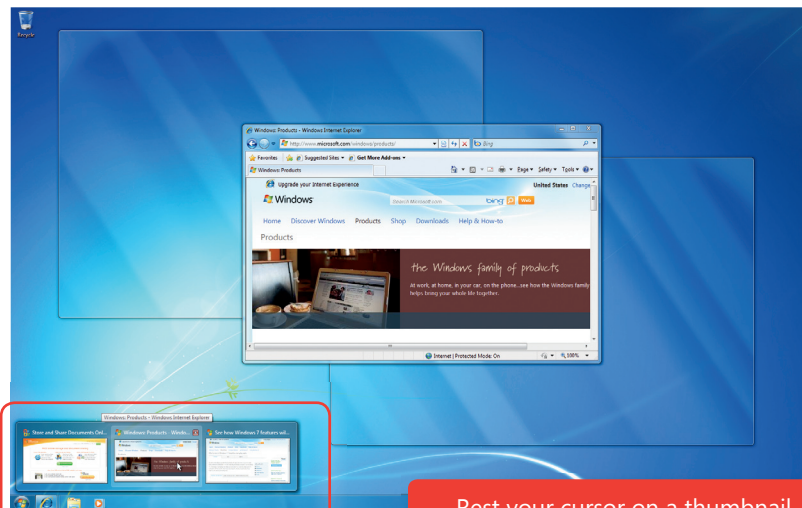 Recycle
Windows Products - Windows Internet Explorer
http://www.microsoft.com/windows/products/
Bing
Favorites
Suggested Sites
Get More Add-ons
Windows Products
Page
Safety
Tools
Upgrade your Internet Experience
United States
Change
Windows
Search Microsoft.com
bing
Web
Home Discover Windows Products Shop Downloads Help & How-to
Products
the Windows family of products
At work, at home, in your car, on the phone...see how the Windows family
helps bring your whole life together.
Internet | Protected Mode: On
100%
Windows Products - Windows Internet Explorer
Store and Share Documents Onl...
Windows Products - Windo...
See how Windows 7 features wil...
Rest your cursor on a thumbnail